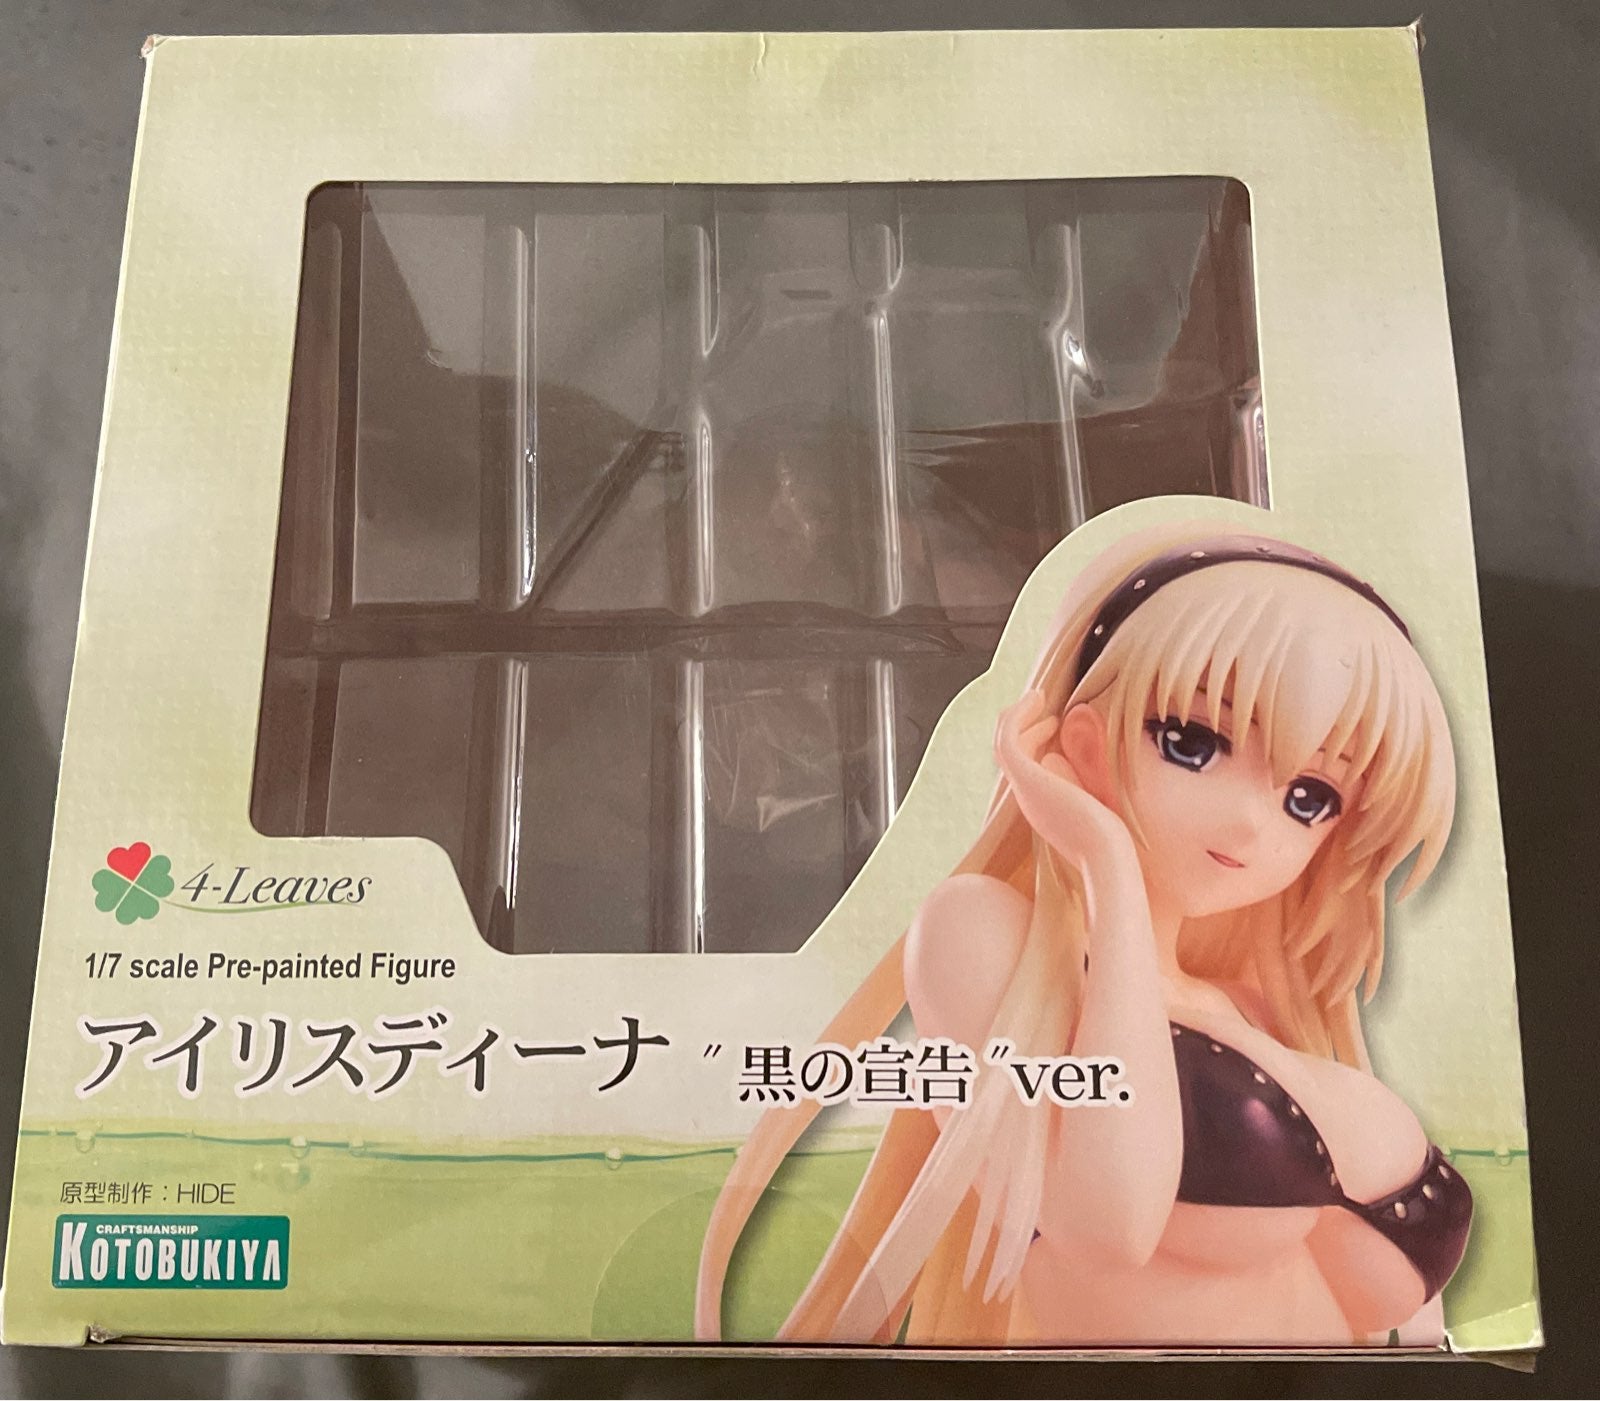 4-Leaves
1/7 scale Pre-painted Figure
アイリスディーナ〝黒の宣告〟ver.
原型制作：HIDE
CRAFTSMANSHIP
KOTOBUKIYA